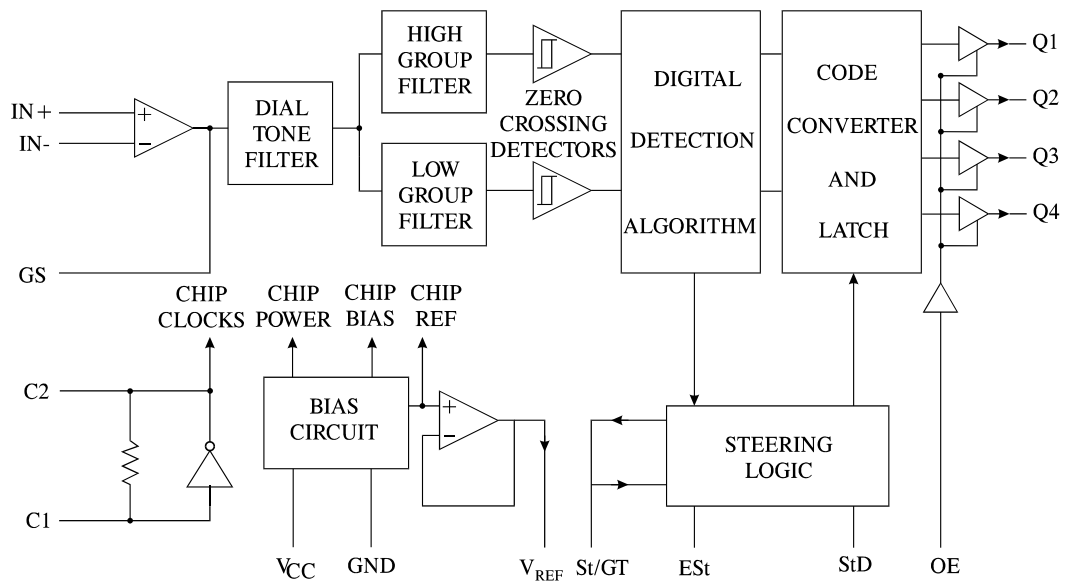 HIGH
GROUP
FILTER
DIGITAL
DETECTION
ALGORITHM
CODE
CONVERTER
AND
LATCH
Q1
Q2
Q3
Q4
IN+
IN-
+
−
DIAL
TONE
FILTER
ZERO
CROSSING
DETECTORS
LOW
GROUP
FILTER
GS
CHIP
CLOCKS
CHIP
POWER
CHIP
BIAS
CHIP
REF
C2
C1
BIAS
CIRCUIT
+
−
STEERING
LOGIC
VCC
GND
VREF
St/GT
ESt
StD
OE